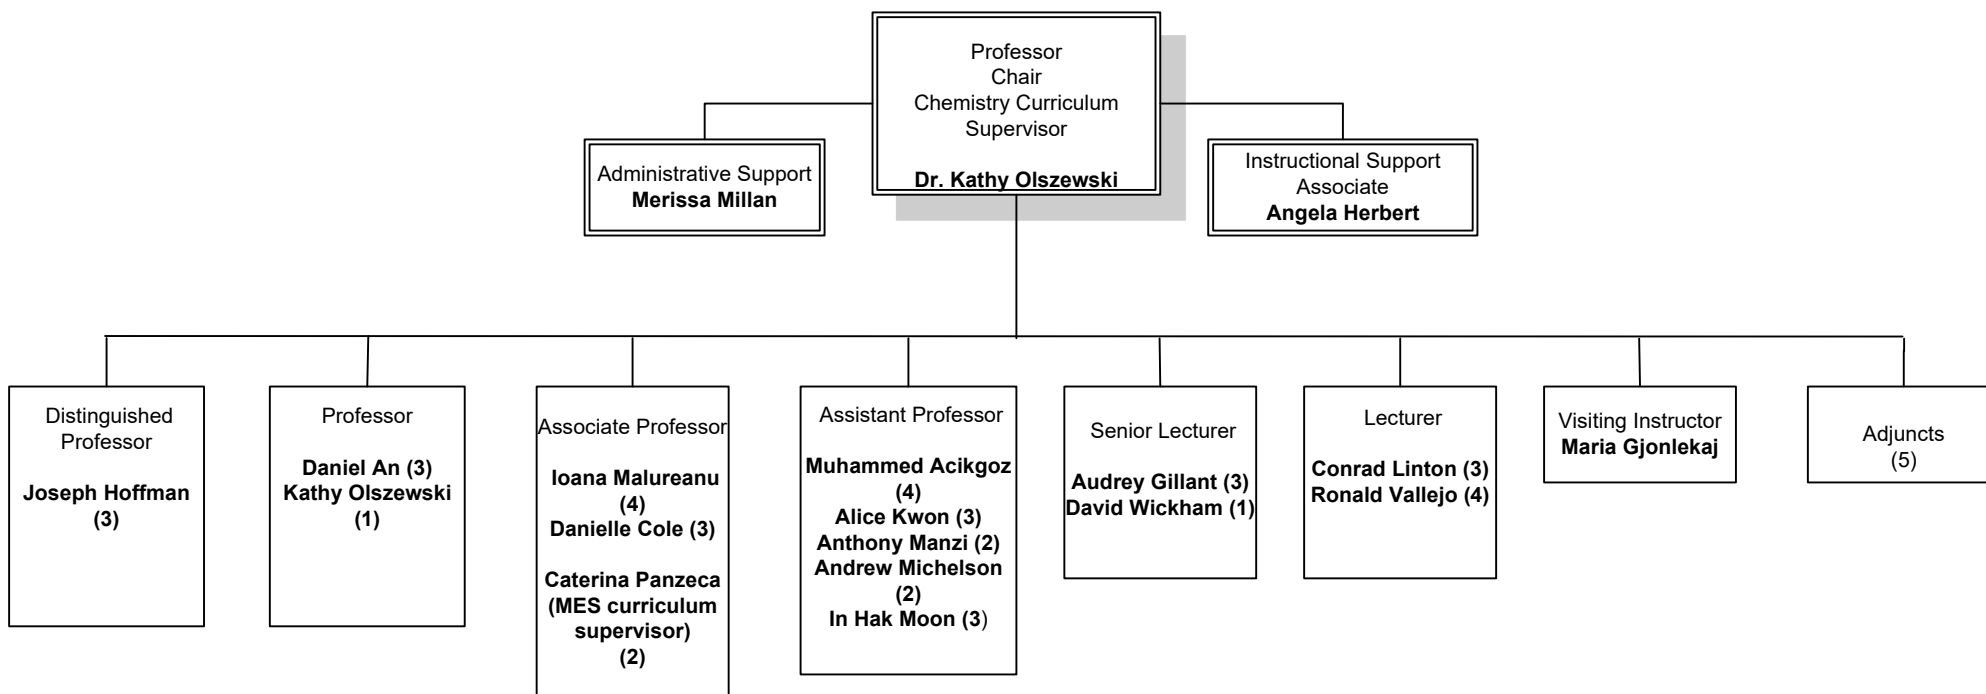 Professor
Chair
Chemistry Curriculum
Supervisor
Dr. Kathy Olszewski
Administrative Support
Merissa Millan
Instructional Support
Associate
Angela Herbert
Distinguished
Professor
Joseph Hoffman
(3)
Professor
Daniel An (3)
Kathy Olszewski
(1)
Associate Professor
Ioana Malureanu
(4)
Danielle Cole (3)
Caterina Panzeca
(MES curriculum
supervisor)
(2)
Assistant Professor
Muhammed Acikgoz
(4)
Alice Kwon (3)
Anthony Manzi (2)
Andrew Michelson
(2)
In Hak Moon (3)
Senior Lecturer
Audrey Gillant (3)
David Wickham (1)
Lecturer
Conrad Linton (3)
Ronald Vallejo (4)
Visiting Instructor
Maria Gjonlekaj
Adjuncts
(5)